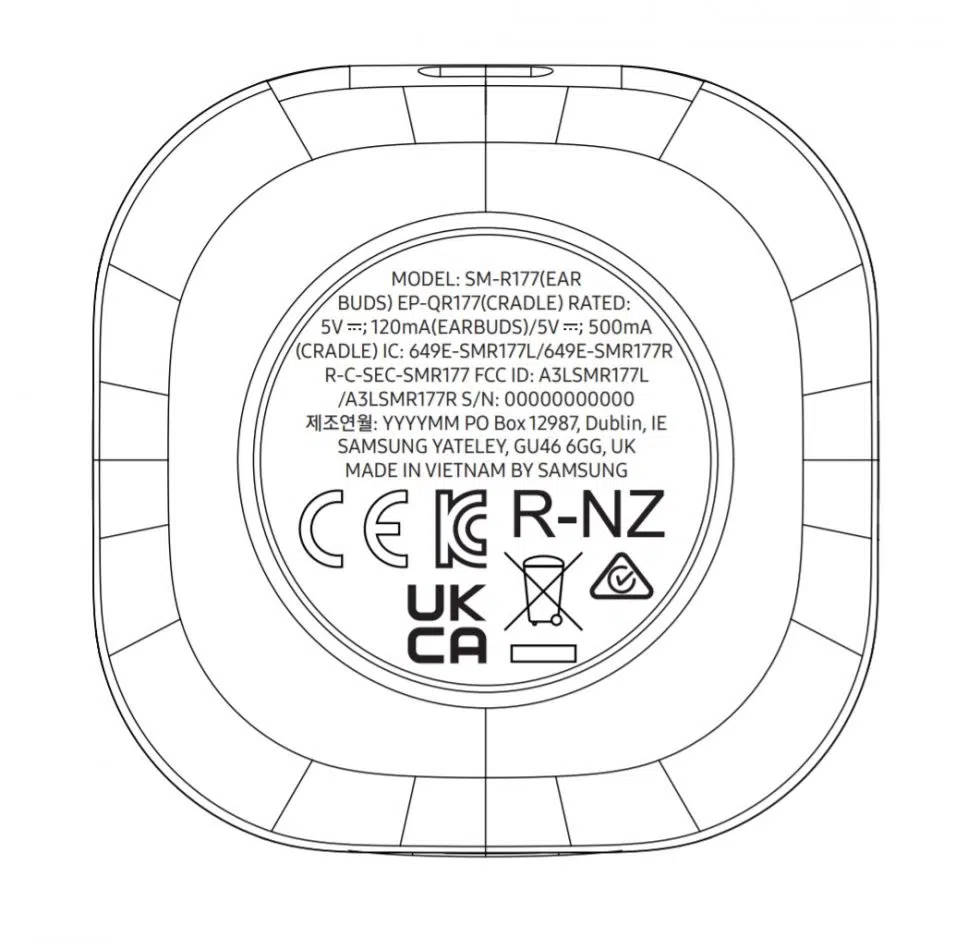 MODEL: SM-R177(EAR
BUDS) EP-QR177(CRADLE) RATED:
5V ⎓; 120mA(EARBUDS)/5V ⎓; 500mA
(CRADLE) IC: 649E-SMR177L/649E-SMR177R
R-C-SEC-SMR177 FCC ID: A3LSMR177L
/A3LSMR177R S/N: 00000000000
제조연월: YYYYMM PO Box 12987, Dublin, IE
SAMSUNG YATELEY, GU46 6GG, UK
MADE IN VIETNAM BY SAMSUNG
CE KC R-NZ
UK
CA